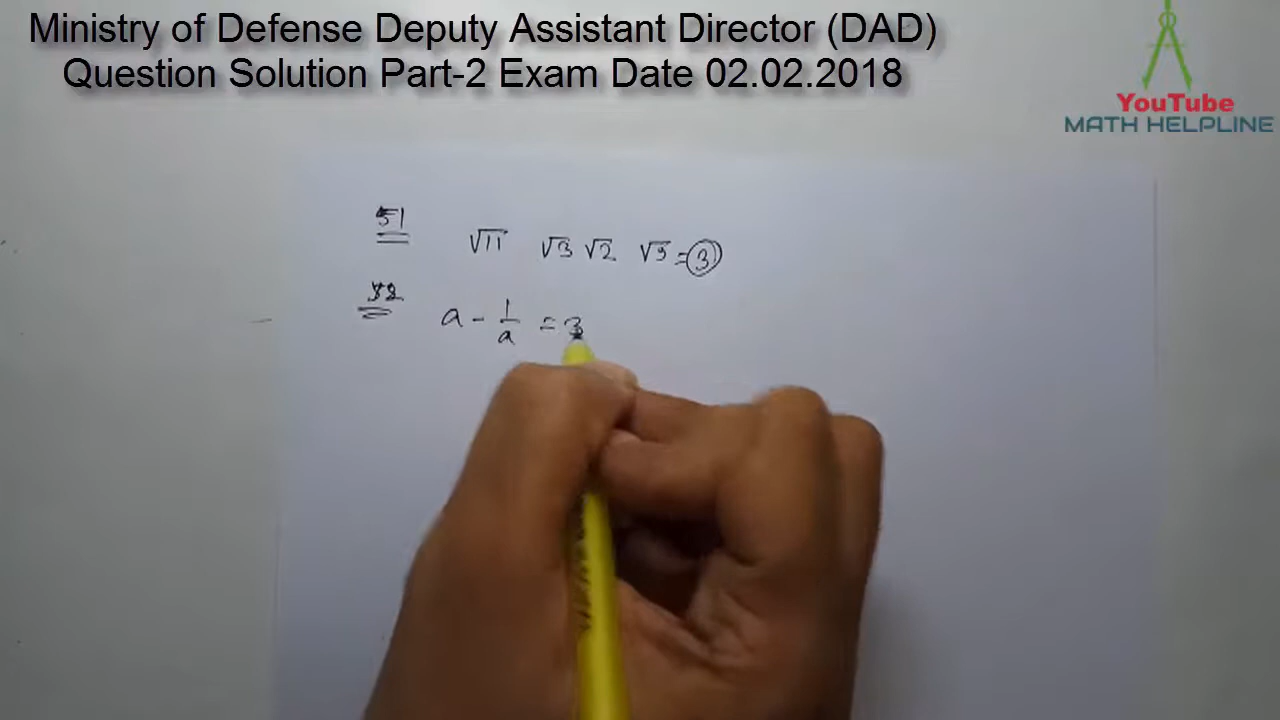 Ministry of Defense Deputy Assistant Director (DAD)
Question Solution Part-2 Exam Date 02.02.2018
YouTube
MATH HELPLINE
51
√11 √3 √2 √9 = 3
52
a - 1/a = 3